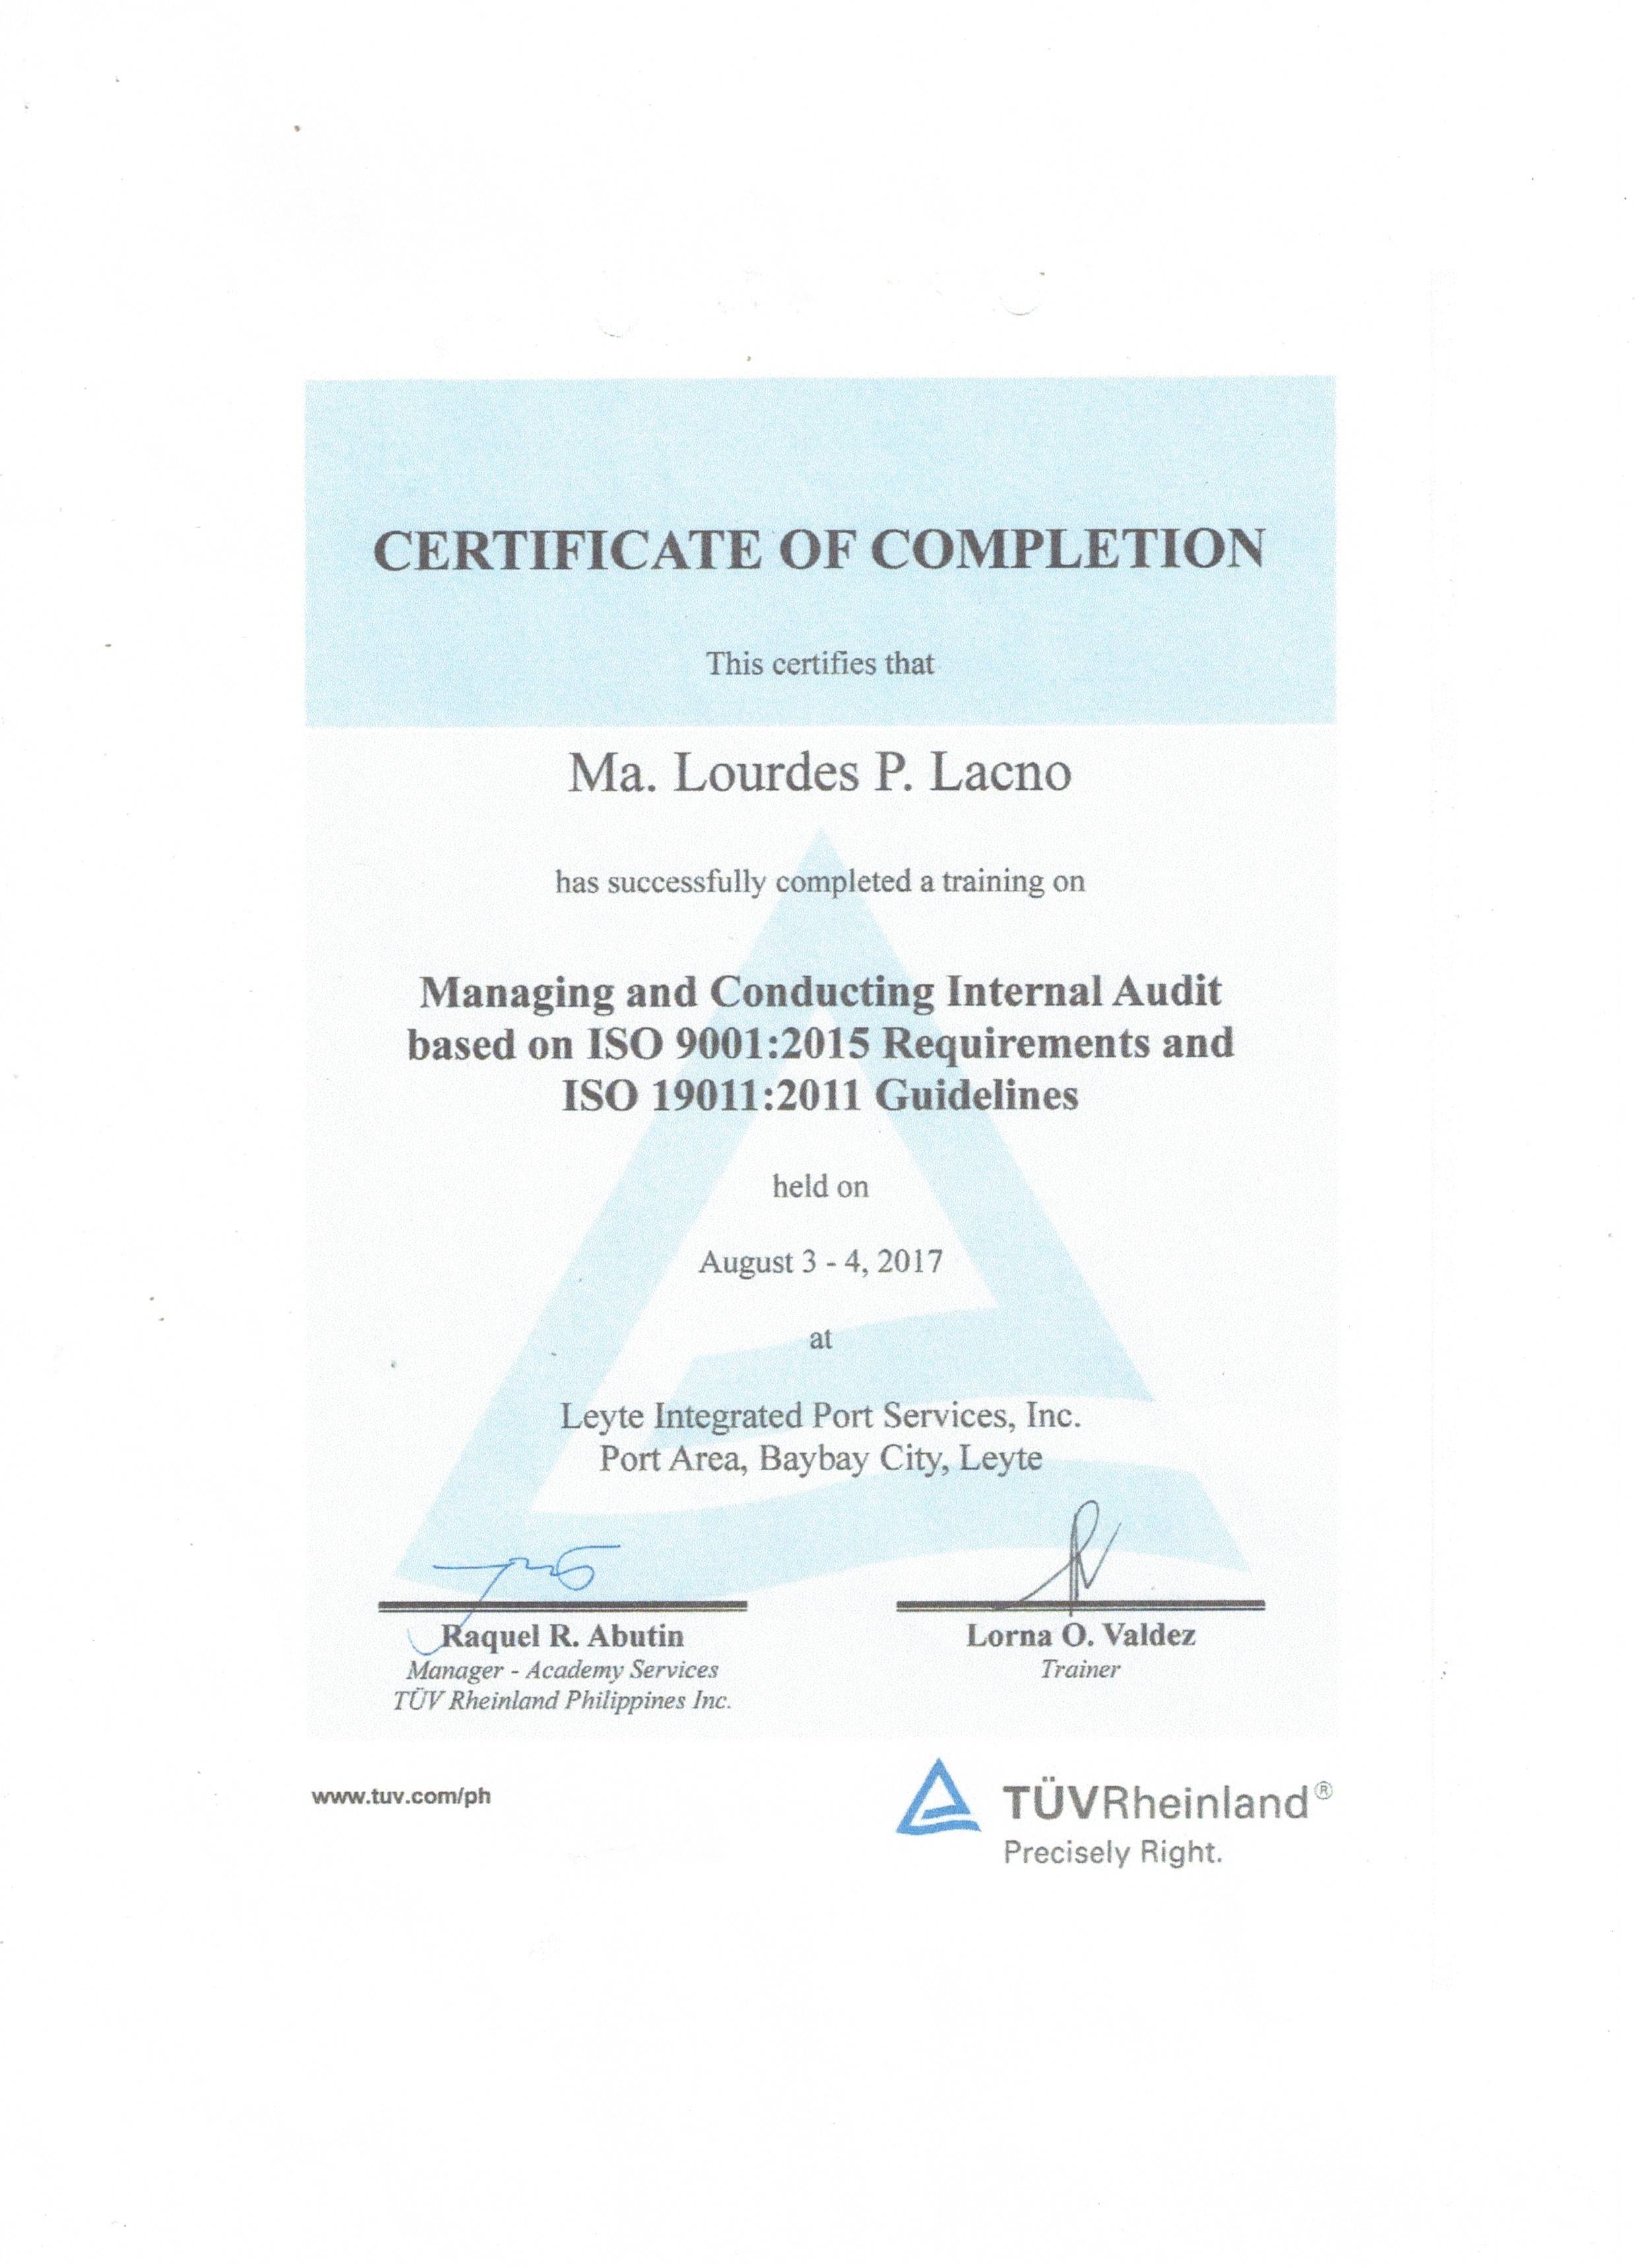 CERTIFICATE OF COMPLETION
This certifies that
Ma. Lourdes P. Lacno
has successfully completed a training on
Managing and Conducting Internal Audit
based on ISO 9001:2015 Requirements and
ISO 19011:2011 Guidelines
held on
August 3 - 4, 2017
at
Leyte Integrated Port Services, Inc.
Port Area, Baybay City, Leyte
Raquel R. Abutin
Manager - Academy Services
TÜV Rheinland Philippines Inc.
Lorna O. Valdez
Trainer
www.tuv.com/ph
TÜVRheinland®
Precisely Right.